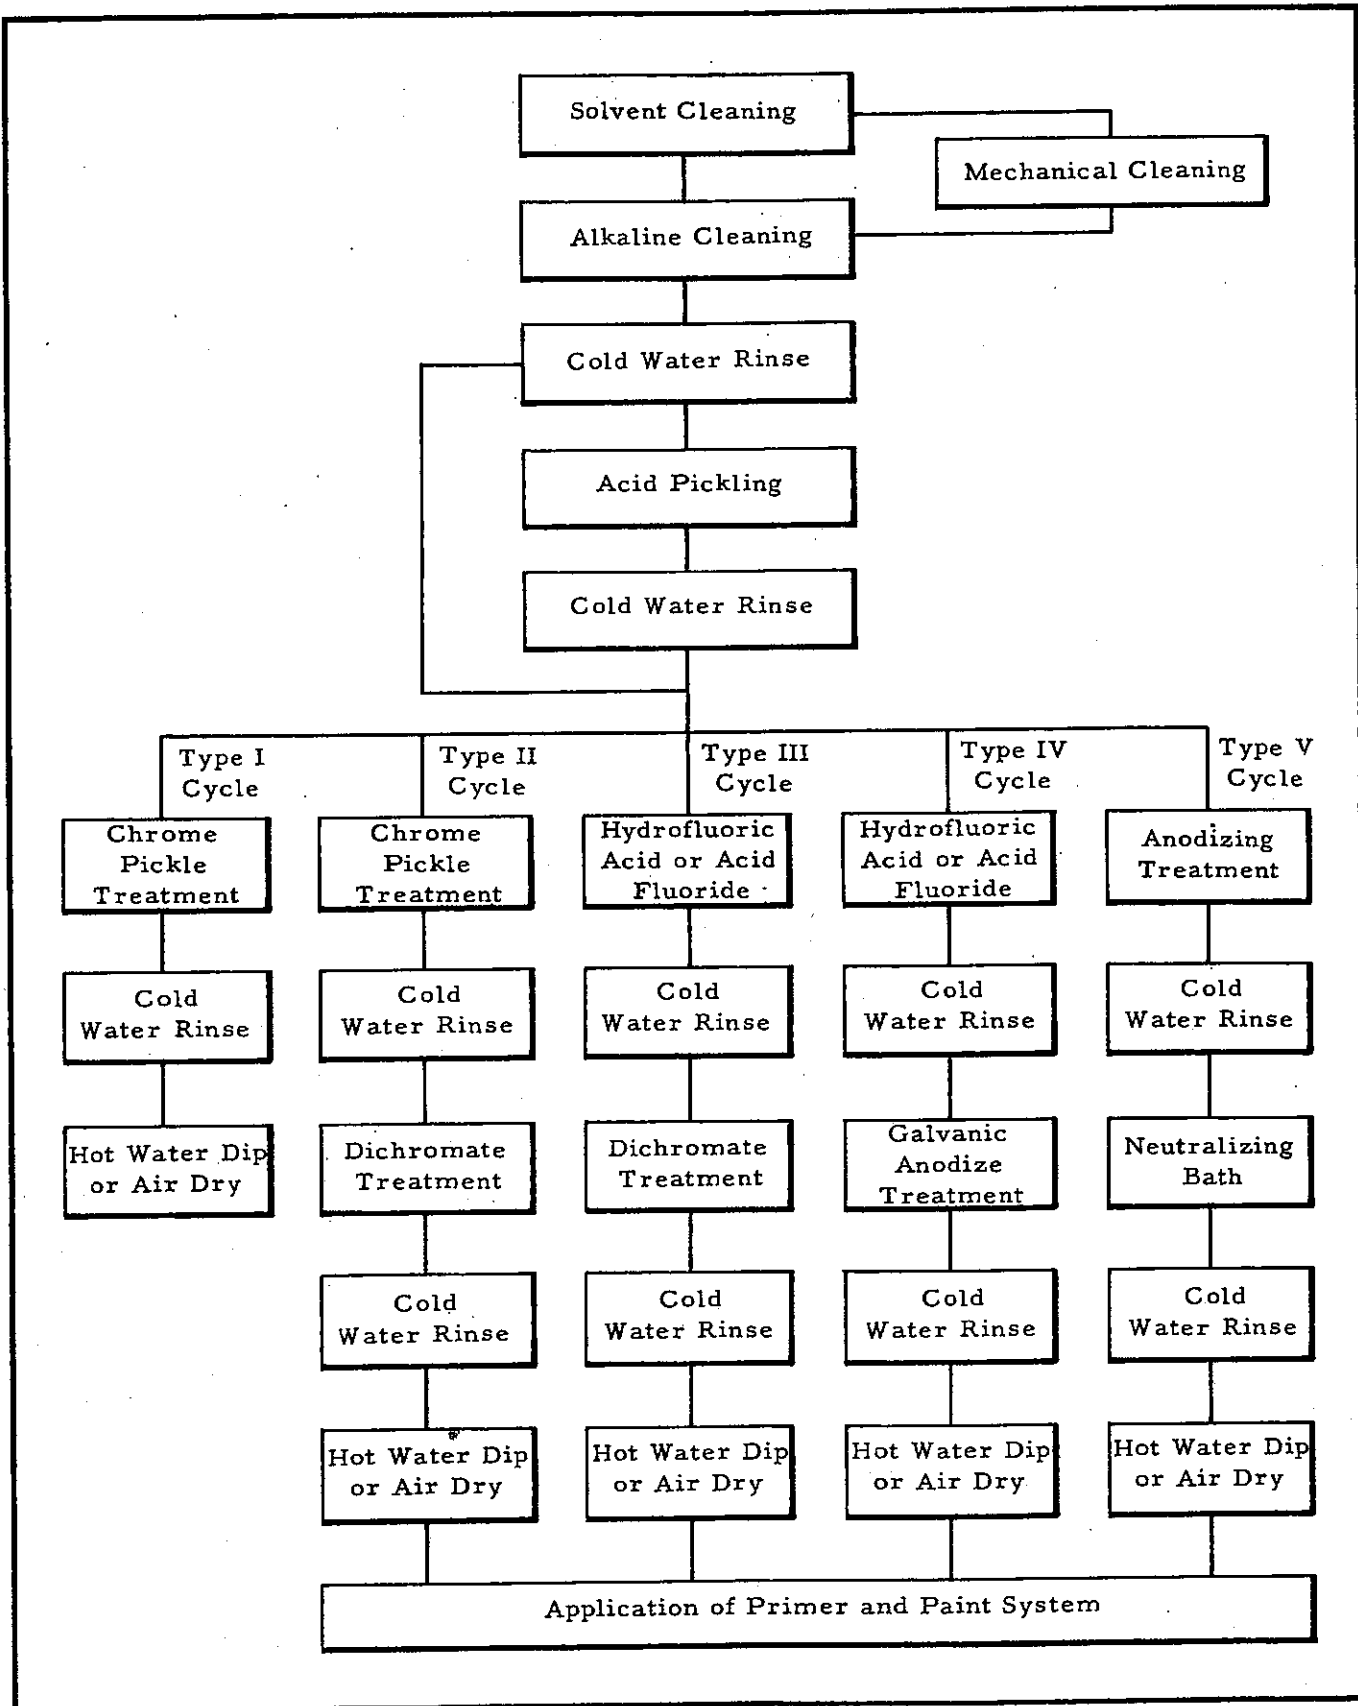 Solvent Cleaning
Mechanical Cleaning
Alkaline Cleaning
Cold Water Rinse
Acid Pickling
Cold Water Rinse
Type I
Cycle
Type II
Cycle
Type III
Cycle
Type IV
Cycle
Type V
Cycle
Chrome
Pickle
Treatment
Chrome
Pickle
Treatment
Hydrofluoric
Acid or Acid
Fluoride
Hydrofluoric
Acid or Acid
Fluoride
Anodizing
Treatment
Cold
Water Rinse
Cold
Water Rinse
Cold
Water Rinse
Cold
Water Rinse
Cold
Water Rinse
Hot Water Dip
or Air Dry
Dichromate
Treatment
Dichromate
Treatment
Galvanic
Anodize
Treatment
Neutralizing
Bath
Cold
Water Rinse
Cold
Water Rinse
Cold
Water Rinse
Cold
Water Rinse
Hot Water Dip
or Air Dry
Hot Water Dip
or Air Dry
Hot Water Dip
or Air Dry
Hot Water Dip
or Air Dry
Application of Primer and Paint System